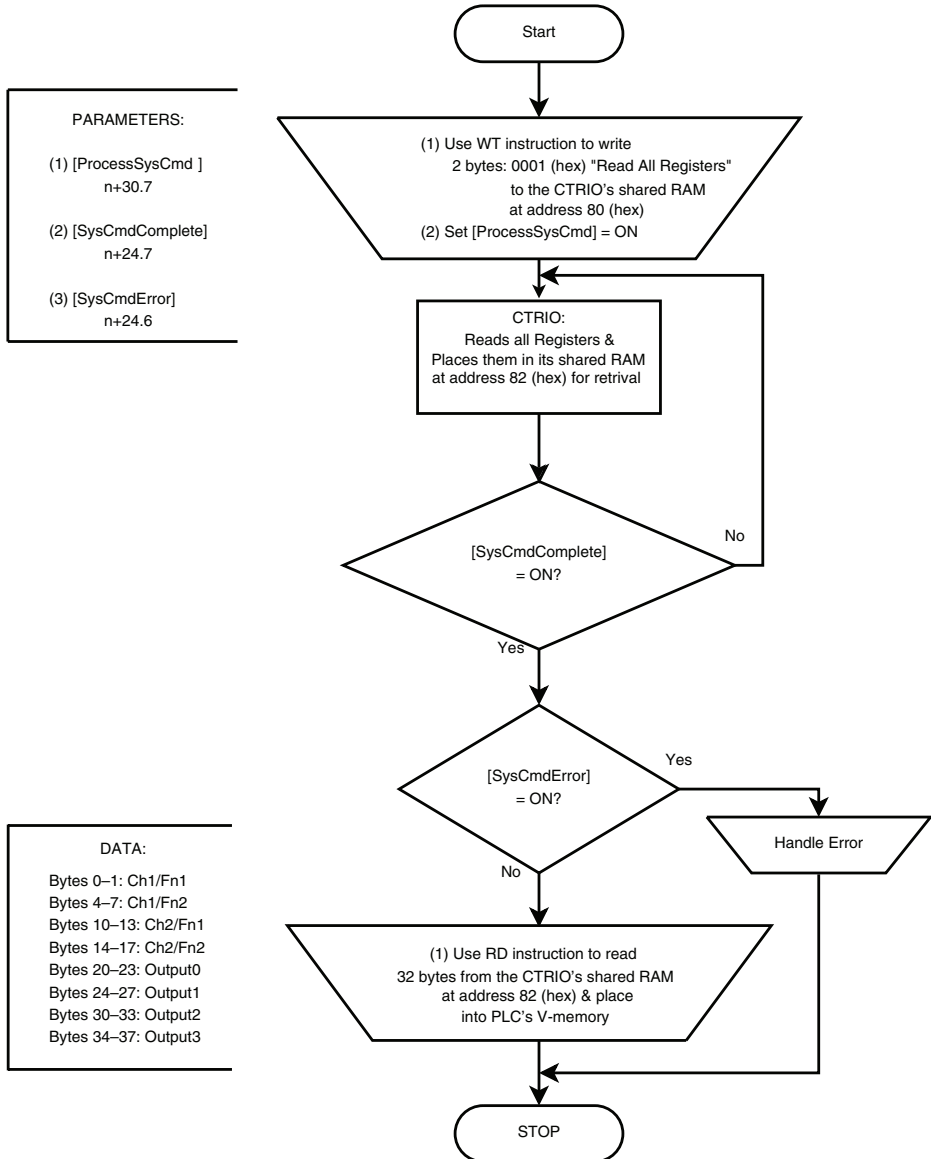 Start
PARAMETERS:
(1) [ProcessSysCmd ]
n+30.7
(2) [SysCmdComplete]
n+24.7
(3) [SysCmdError]
n+24.6
(1) Use WT instruction to write
2 bytes: 0001 (hex) "Read All Registers"
to the CTRIO's shared RAM
at address 80 (hex)
(2) Set [ProcessSysCmd] = ON
CTRIO:
Reads all Registers &
Places them in its shared RAM
at address 82 (hex) for retrival
[SysCmdComplete]
= ON?
No
Yes
[SysCmdError]
= ON?
Yes
No
Handle Error
DATA:
Bytes 0–1: Ch1/Fn1
Bytes 4–7: Ch1/Fn2
Bytes 10–13: Ch2/Fn1
Bytes 14–17: Ch2/Fn2
Bytes 20–23: Output0
Bytes 24–27: Output1
Bytes 30–33: Output2
Bytes 34–37: Output3
(1) Use RD instruction to read
32 bytes from the CTRIO's shared RAM
at address 82 (hex) & place
into PLC's V-memory
STOP